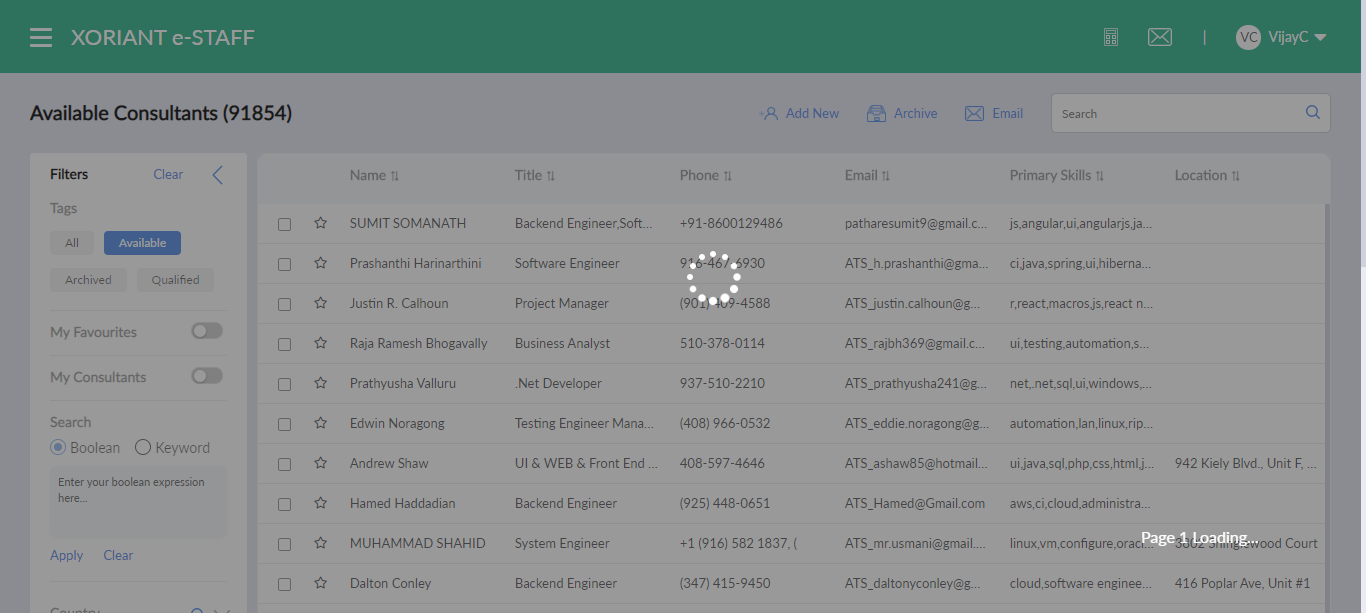 XORIANT e-STAFF
|
VC VijayC
Available Consultants (91854)
Add New
Archive
Email
Search
Filters Clear
Tags
All Available
Archived Qualified
My Favourites
My Consultants
Search
Boolean Keyword
Enter your boolean expression
here...
Apply Clear
Country
Name Title Phone Email Primary Skills Location
SUMIT SOMANATH Backend Engineer,Soft... +91-8600129486 patharesumit9@gmail.c... js,angular,ui,angularjs,ja...
Prashanthi Harinarthini Software Engineer 916-467-6930 ATS_h.prashanthi@gma... ci,java,spring,ui,hiberna...
Justin R. Calhoun Project Manager (901) 409-4588 ATS_justin.calhoun@g... r,react,macros,js,react n...
Raja Ramesh Bhogavally Business Analyst 510-378-0114 ATS_rajbh369@gmail.c... ui,testing,automation,s...
Prathyusha Valluru .Net Developer 937-510-2210 ATS_prathyusha241@g... net,.net,sql,ui,windows,...
Edwin Noragong Testing Engineer Mana... (408) 966-0532 ATS_eddie.noragong@g... automation,lan,linux,rip...
Andrew Shaw UI & WEB & Front End ... 408-597-4646 ATS_ashaw85@hotmail... ui,java,sql,php,css,html,j... 942 Kiely Blvd., Unit F, ...
Hamed Haddadian Backend Engineer (925) 448-0651 ATS_Hamed@Gmail.com aws,ci,cloud,administra...
MUHAMMAD SHAHID System Engineer +1 (916) 582 1837, ( ATS_mr.usmani@gmail.... linux,vm,configure,oraci... Shinglewood Court
Page 1 Loading...
Dalton Conley Backend Engineer (347) 415-9450 ATS_daltonyconley@g... cloud,software enginee... 416 Poplar Ave, Unit #1